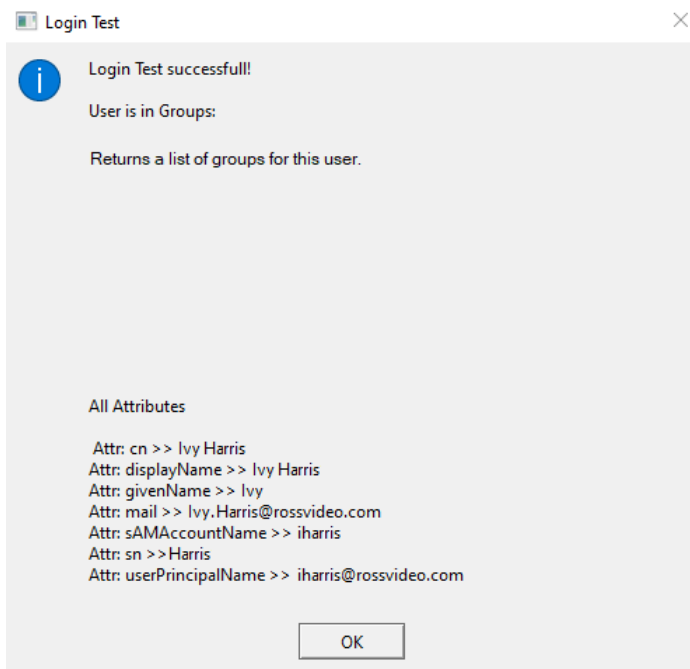 Login Test
Login Test successfull!
User is in Groups:
Returns a list of groups for this user.
All Attributes
Attr: cn >> Ivy Harris
Attr: displayName >> Ivy Harris
Attr: givenName >> Ivy
Attr: mail >> Ivy.Harris@rossvideo.com
Attr: sAMAccountName >> iharris
Attr: sn >>Harris
Attr: userPrincipalName >> iharris@rossvideo.com
OK